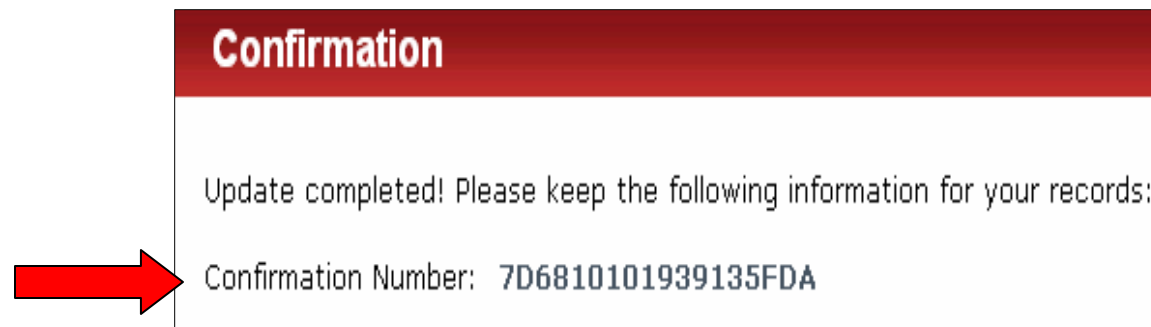 Confirmation
Update completed! Please keep the following information for your records:
Confirmation Number: 7D6810101939135FDA